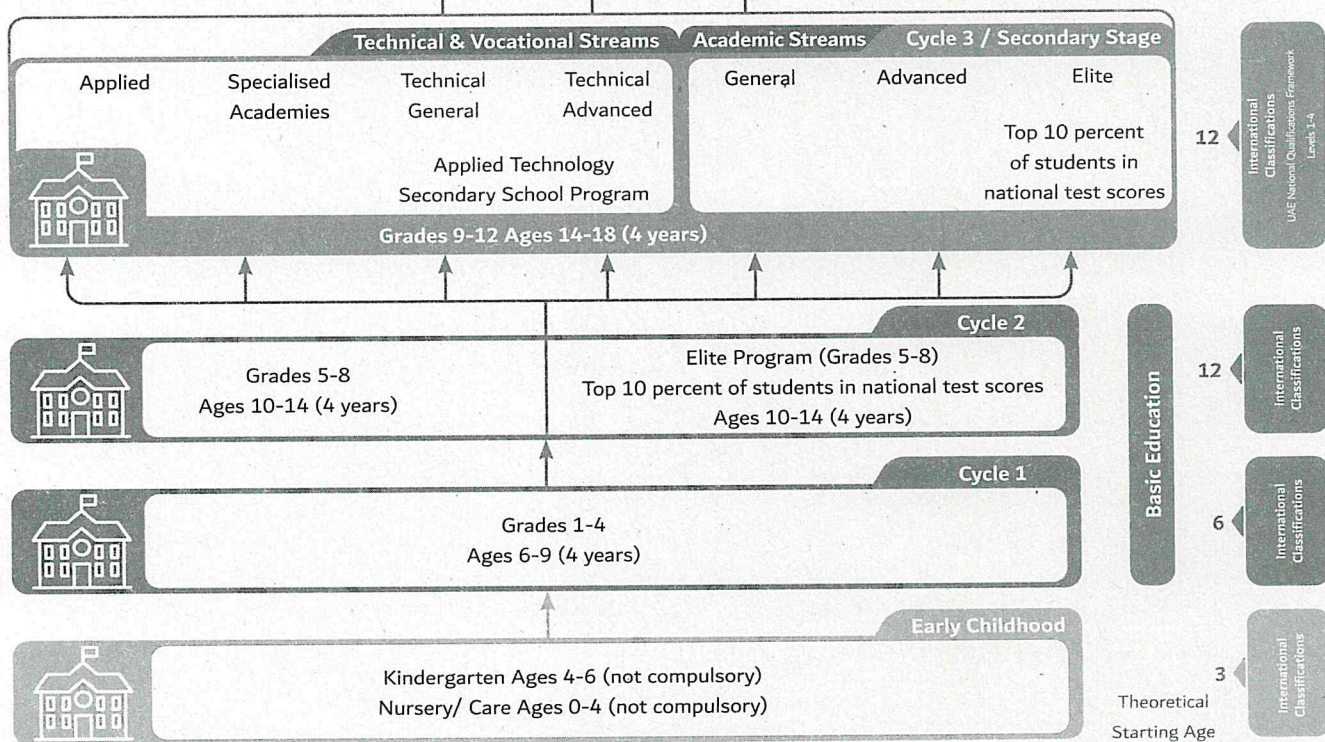 Technical & Vocational Streams
Academic Streams
Cycle 3 / Secondary Stage
Applied
Specialised
Academies
Technical
General
Technical
Advanced
Applied Technology
Secondary School Program
General
Advanced
Elite
Top 10 percent
of students in
national test scores
Grades 9-12 Ages 14-18 (4 years)
12
International
Classifications
UAE National Qualifications Framework
Levels 1-4
Cycle 2
Grades 5-8
Ages 10-14 (4 years)
Elite Program (Grades 5-8)
Top 10 percent of students in national test scores
Ages 10-14 (4 years)
12
International
Classifications
Basic Education
Cycle 1
Grades 1-4
Ages 6-9 (4 years)
6
International
Classifications
Early Childhood
Kindergarten Ages 4-6 (not compulsory)
Nursery/ Care Ages 0-4 (not compulsory)
3
Theoretical
Starting Age
International
Classifications